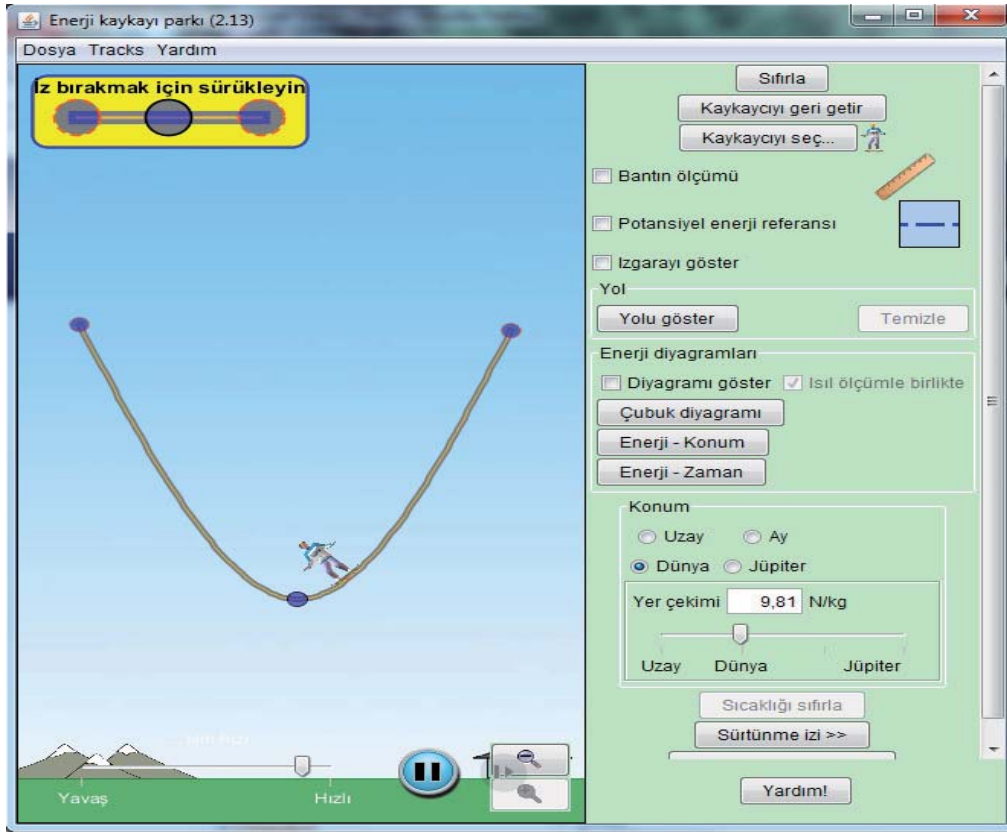 Enerji kaykayı parkı (2.13)
Dosya Tracks Yardım
İz bırakmak için sürükleyin
Sıfırla
Kaykaycıyı geri getir
Kaykaycıyı seç...
Bantın ölçümü
Potansiyel enerji referansı
Izgarayı göster
Yol
Yolu göster Temizle
Enerji diyagramları
Diyagramı göster Isıl ölçümle birlikte
Çubuk diyagramı
Enerji - Konum
Enerji - Zaman
Konum
Uzay Ay
Dünya Jüpiter
Yer çekimi 9,81 N/kg
Uzay Dünya Jüpiter
Sıcaklığı sıfırla
Sürtünme izi >>
Yardım!
hızı
Yavaş Hızlı